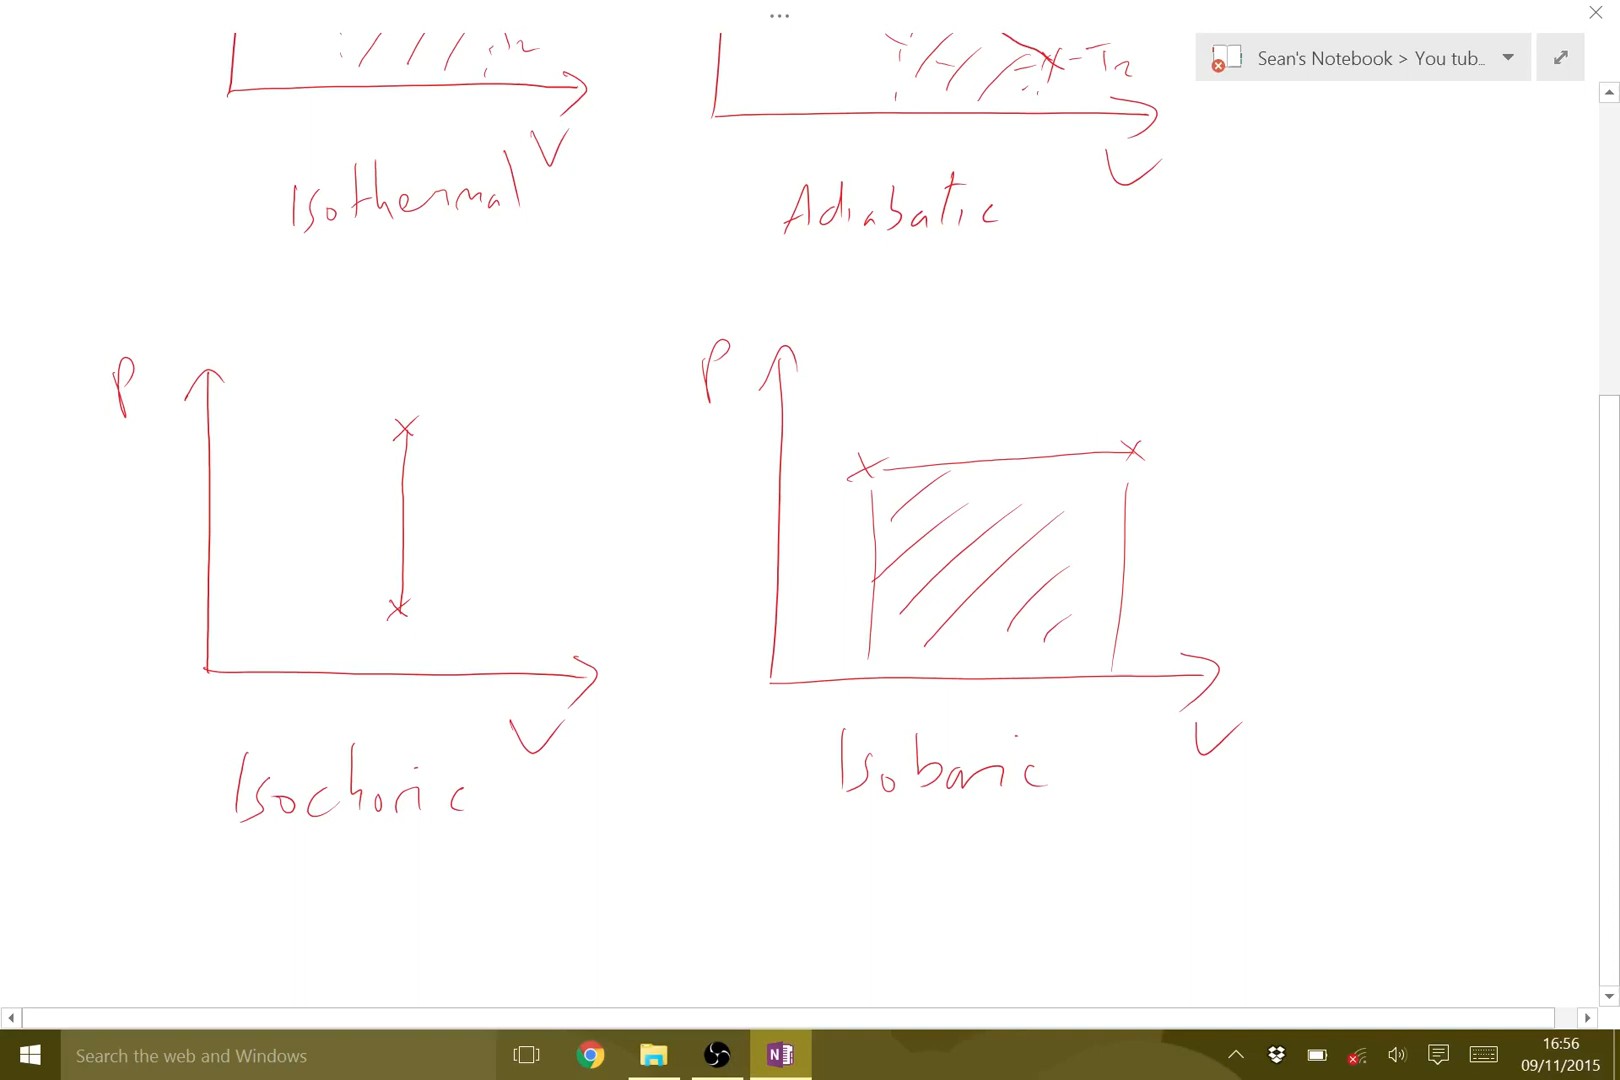 Sean's Notebook > You tub...
T2
T2
V
V
Isothermal
Adiabatic
P
P
V
V
Isochoric
Isobaric
Search the web and Windows
16:56
09/11/2015